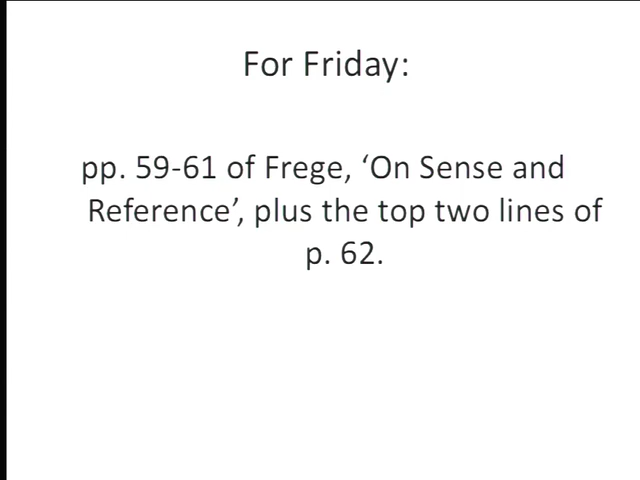 For Friday:
pp. 59-61 of Frege, ‘On Sense and
Reference’, plus the top two lines of
p. 62.